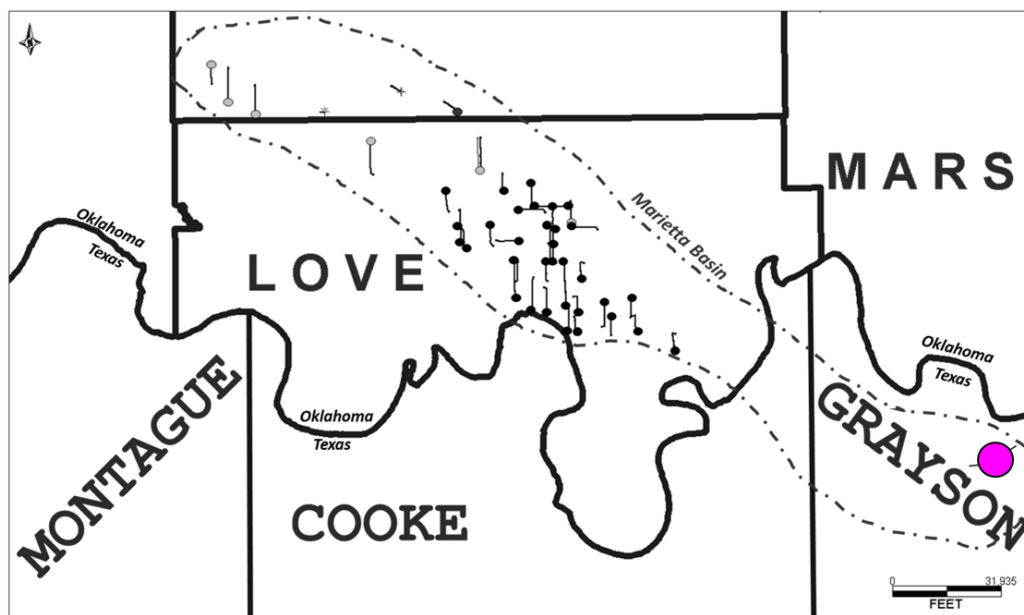 MARS
Marietta Basin
Oklahoma
Texas
LOVE
Oklahoma
Texas
MONTAGUE
GRAYSON
Oklahoma
Texas
COOKE
0 31,935
FEET